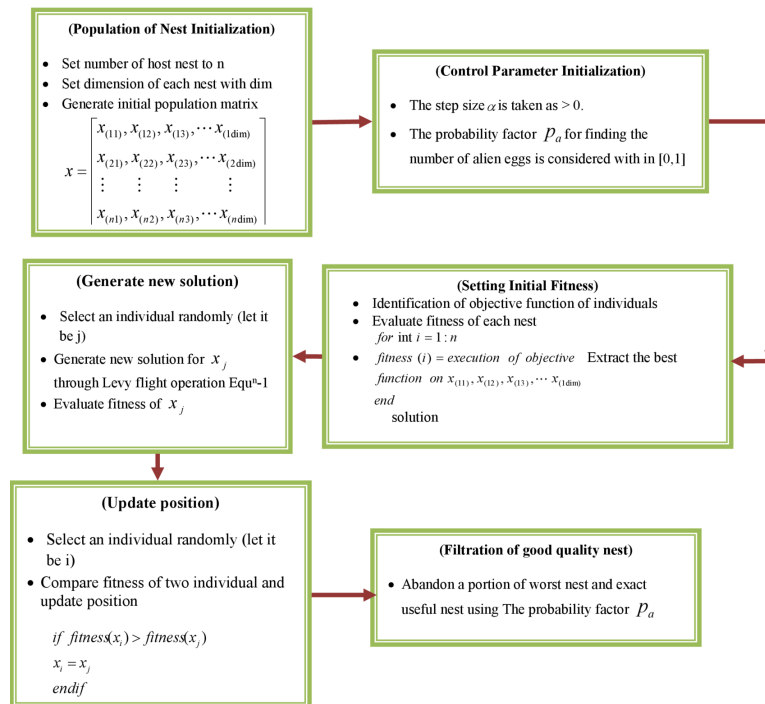 (Population of Nest Initialization)
• Set number of host nest to n
• Set dimension of each nest with dim
• Generate initial population matrix
x = [x(11), x(12), x(13), ⋯ x(1dim)
x(21), x(22), x(23), ⋯ x(2dim)
⋮ ⋮ ⋮ ⋮
x(n1), x(n2), x(n3), ⋯ x(ndim)]
(Control Parameter Initialization)
• The step size α is taken as > 0.
• The probability factor pₐ for finding the
number of alien eggs is considered with in [0,1]
(Setting Initial Fitness)
• Identification of objective function of individuals
• Evaluate fitness of each nest
for int i = 1 : n
• fitness (i) = execution of objective Extract the best
function on x(11), x(12), x(13), ⋯ x(1dim)
end
solution
(Generate new solution)
• Select an individual randomly (let it
be j)
• Generate new solution for xⱼ
through Levy flight operation Equⁿ-1
• Evaluate fitness of xⱼ
(Update position)
• Select an individual randomly (let it
be i)
• Compare fitness of two individual and
update position
if fitness(xᵢ) > fitness(xⱼ)
xᵢ = xⱼ
endif
(Filtration of good quality nest)
• Abandon a portion of worst nest and exact
useful nest using The probability factor pₐ